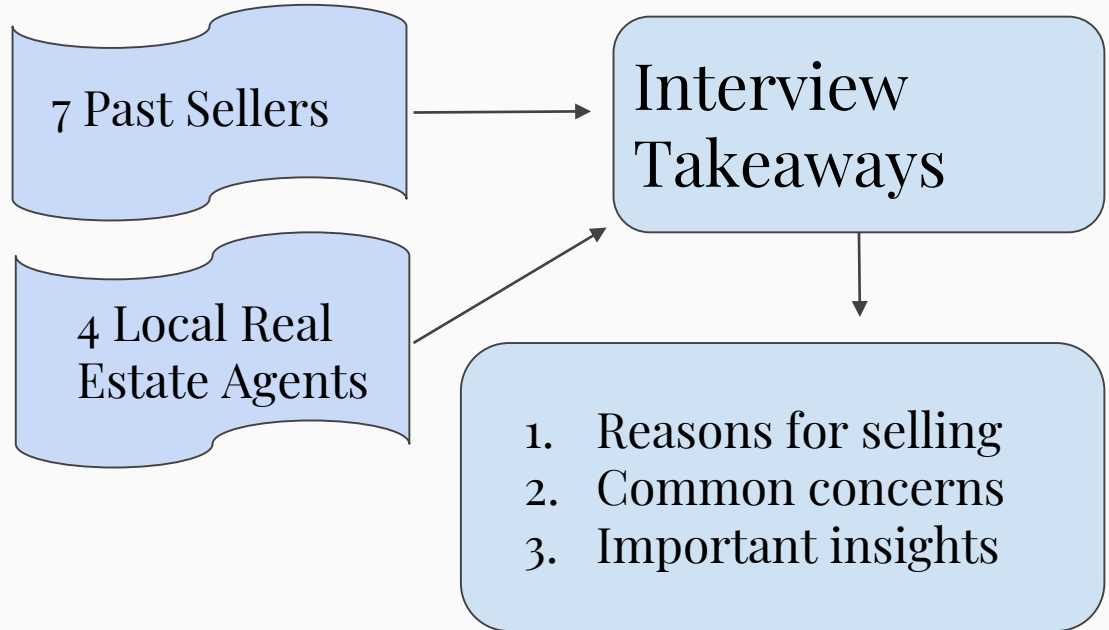 7 Past Sellers
4 Local Real
Estate Agents
Interview
Takeaways
1. Reasons for selling
2. Common concerns
3. Important insights